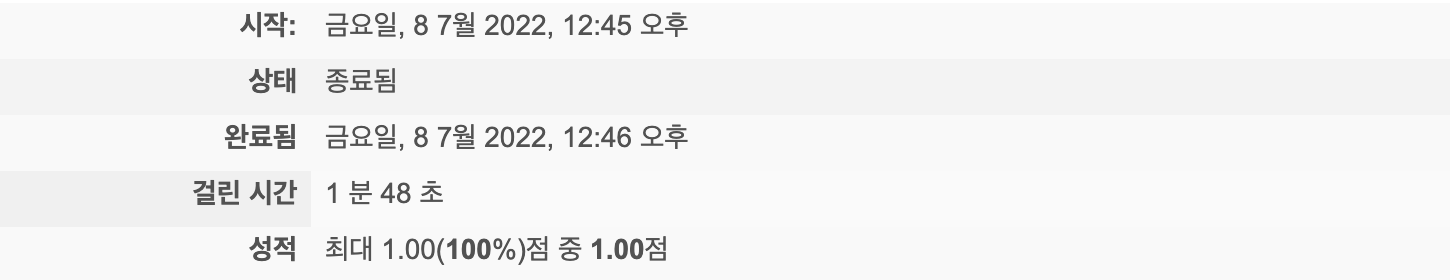 시작: 금요일, 8 7월 2022, 12:45 오후
상태 종료됨
완료됨 금요일, 8 7월 2022, 12:46 오후
걸린 시간 1 분 48 초
성적 최대 1.00(100%)점 중 1.00점